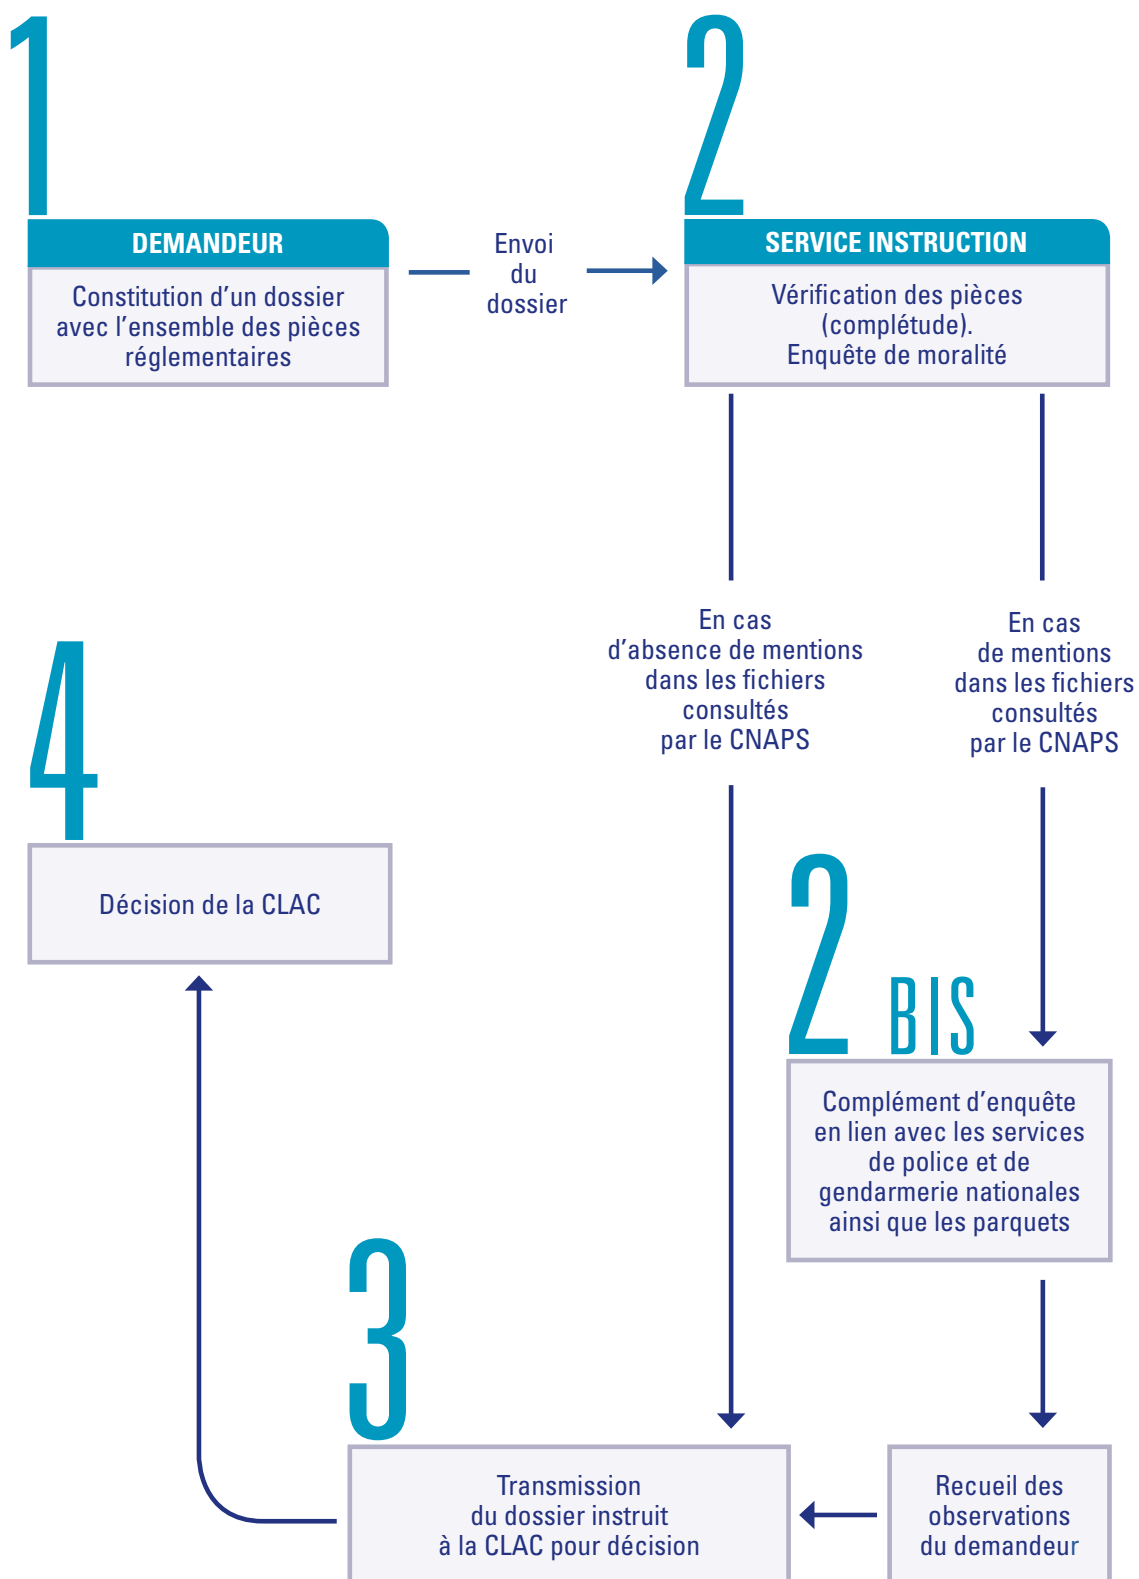 1
DEMANDEUR
Constitution d’un dossier
avec l’ensemble des pièces
réglementaires
Envoi
du
dossier
2
SERVICE INSTRUCTION
Vérification des pièces
(complétude).
Enquête de moralité
En cas
d’absence de mentions
dans les fichiers
consultés
par le CNAPS
En cas
de mentions
dans les fichiers
consultés
par le CNAPS
2 BIS
Complément d’enquête
en lien avec les services
de police et de
gendarmerie nationales
ainsi que les parquets
Recueil des
observations
du demandeur
3
Transmission
du dossier instruit
à la CLAC pour décision
4
Décision de la CLAC